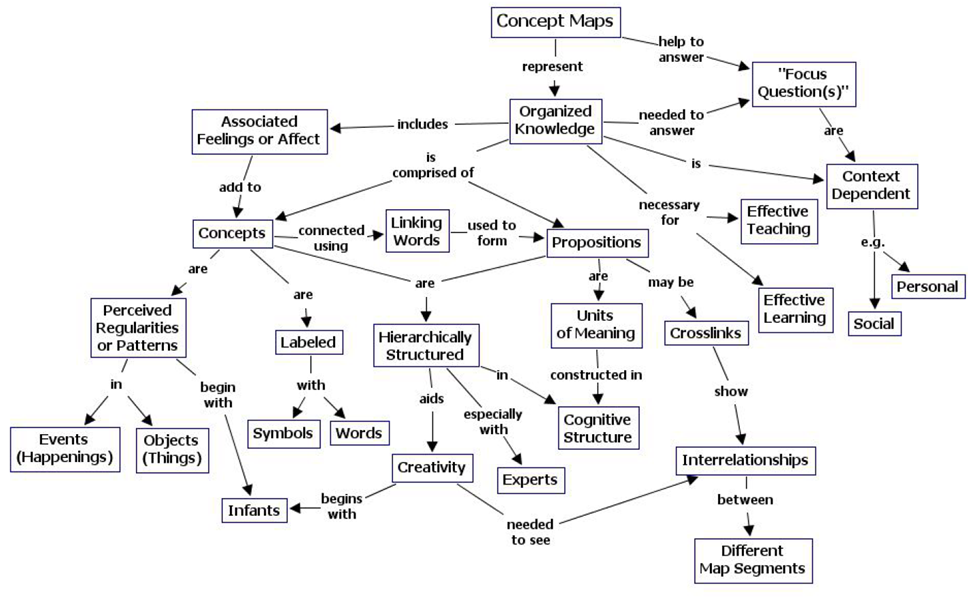 Concept Maps
help to
answer
represent
"Focus
Question(s)"
Associated
Feelings or Affect
includes
Organized
Knowledge
needed to
answer
are
is
comprised of
is
Context
Dependent
add to
necessary
for
Effective
Teaching
Concepts
connected
using
Linking
Words
used to
form
Propositions
e.g.
Personal
are
are
are
are
may be
Effective
Learning
Social
Perceived
Regularities
or Patterns
Labeled
Hierarchically
Structured
Units
of Meaning
Crosslinks
in
begin
with
with
aids
in
constructed in
show
especially
with
Events
(Happenings)
Objects
(Things)
Symbols
Words
Cognitive
Structure
Creativity
Experts
Interrelationships
Infants
begins
with
needed
to see
between
Different
Map Segments